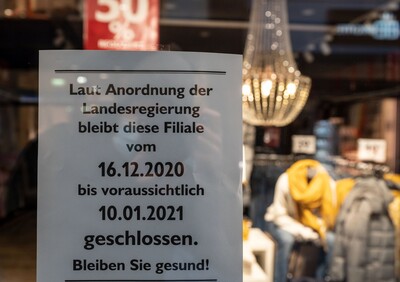 50
%
Laut Anordnung der
Landesregierung
bleibt diese Filiale
vom
16.12.2020
bis voraussichtlich
10.01.2021
geschlossen.
Bleiben Sie gesund!